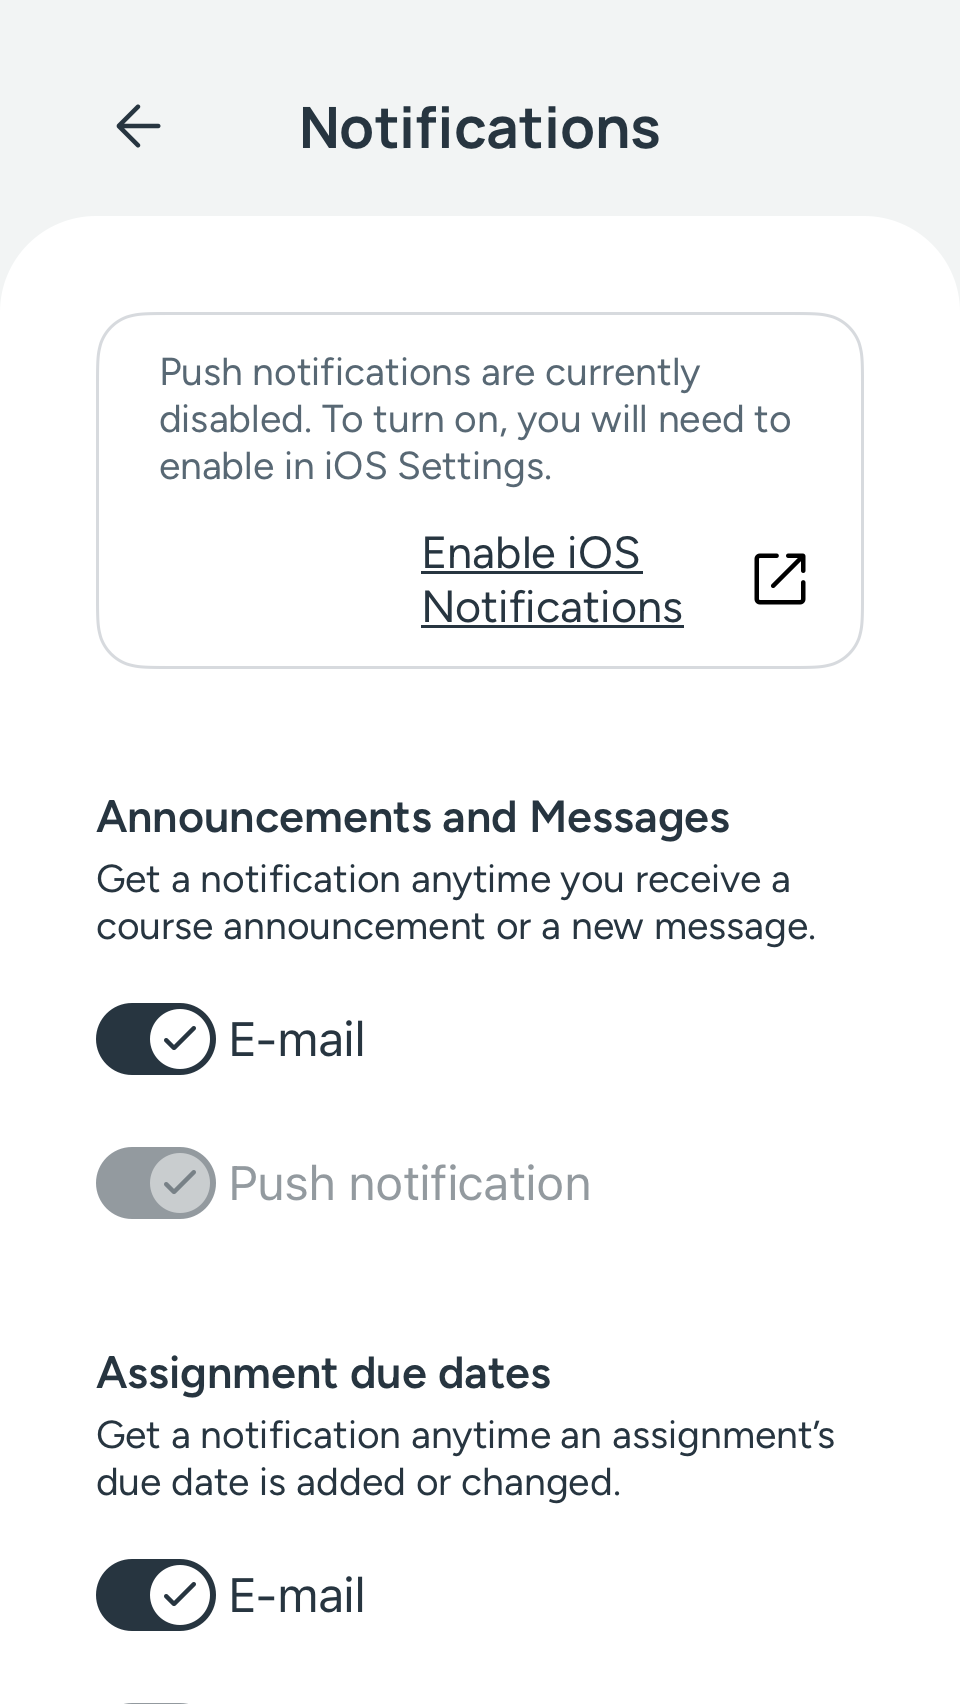 Notifications
Push notifications are currently
disabled. To turn on, you will need to
enable in iOS Settings.
Enable iOS
Notifications
Announcements and Messages
Get a notification anytime you receive a
course announcement or a new message.
E-mail
Push notification
Assignment due dates
Get a notification anytime an assignment’s
due date is added or changed.
E-mail